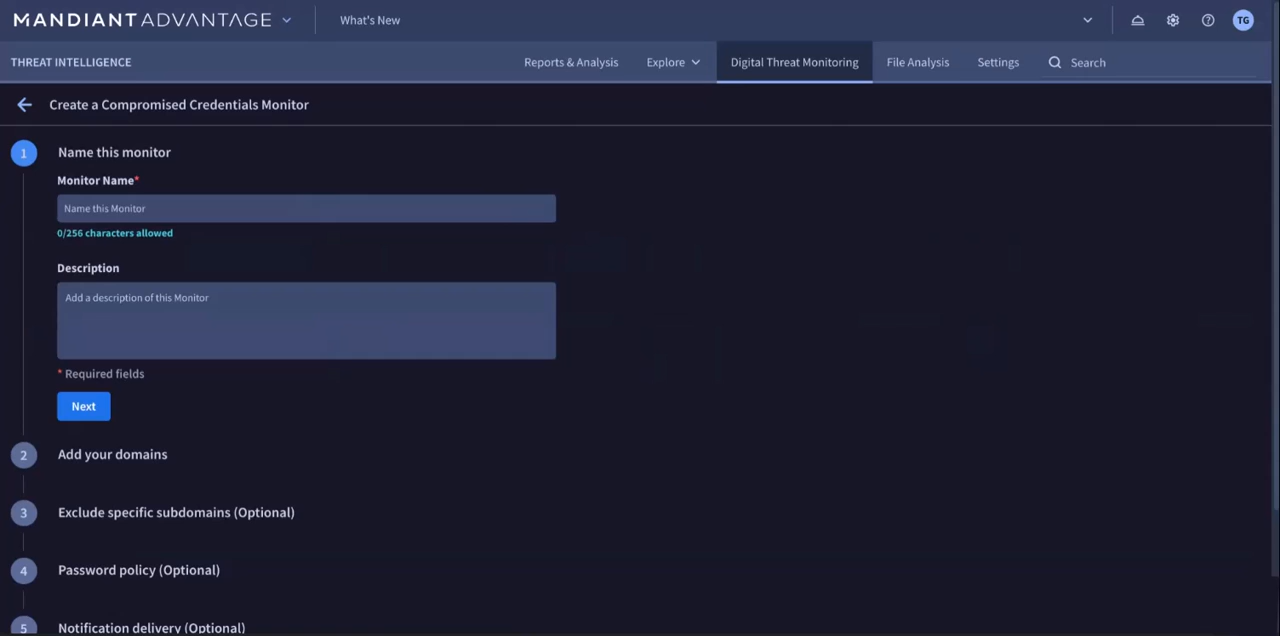 MANDIANT ADVANTAGE What's New TG
THREAT INTELLIGENCE Reports & Analysis Explore Digital Threat Monitoring File Analysis Settings Search
Create a Compromised Credentials Monitor
1 Name this monitor
Monitor Name*
Name this Monitor
0/256 characters allowed
Description
Add a description of this Monitor
* Required fields
Next
2 Add your domains
3 Exclude specific subdomains (Optional)
4 Password policy (Optional)
5 Notification delivery (Optional)